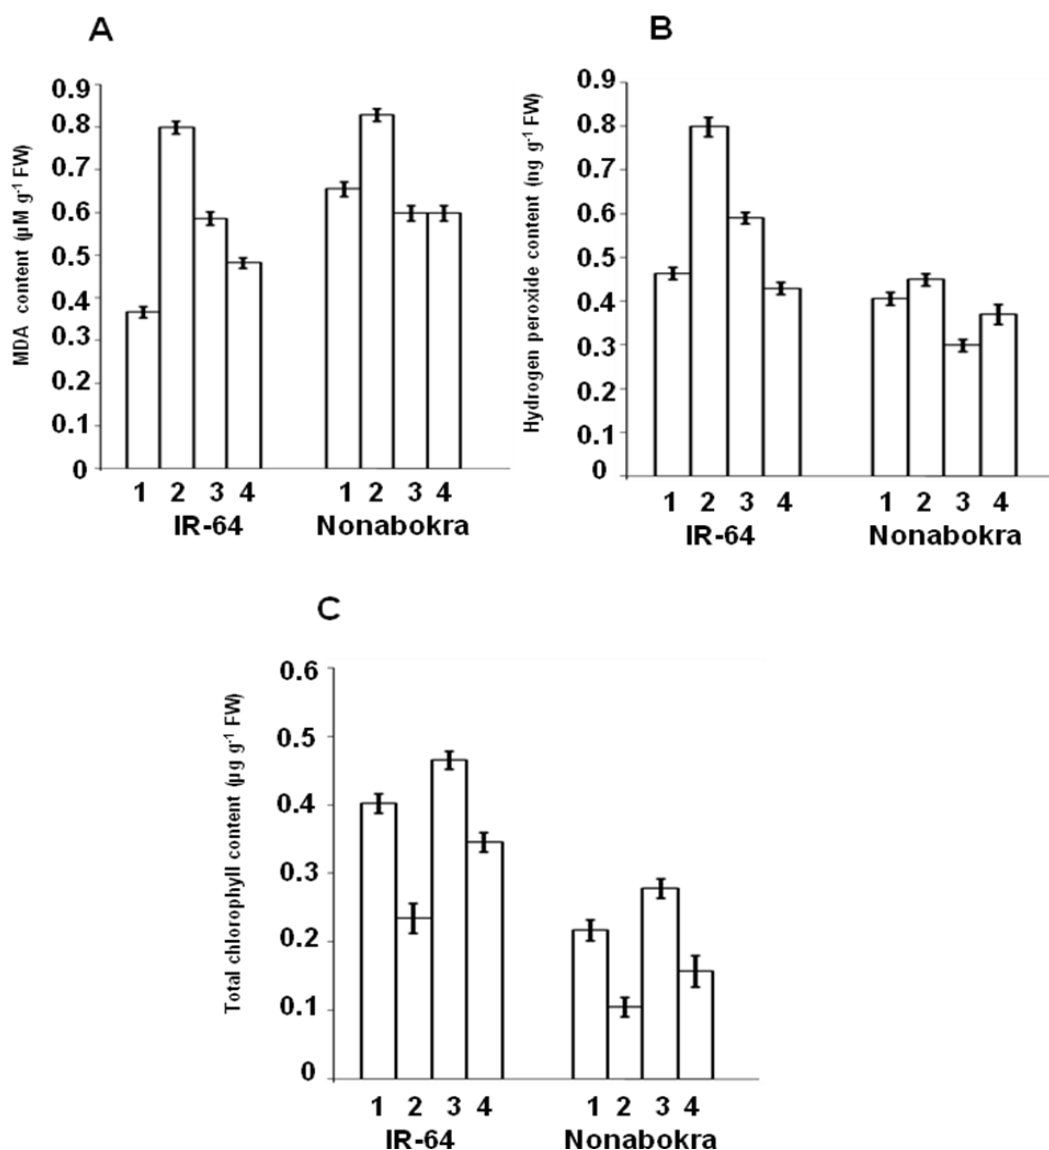 A
MDA content (µM g-1 FW)
0.9
0.8
0.7
0.6
0.5
0.4
0.3
0.2
0.1
0
1 2 3 4 1 2 3 4
IR-64 Nonabokra
B
Hydrogen peroxide content (ng g-1 FW)
0.9
0.8
0.7
0.6
0.5
0.4
0.3
0.2
0.1
0
1 2 3 4 1 2 3 4
IR-64 Nonabokra
C
Total chlorophyll content (µg g-1 FW)
0.6
0.5
0.4
0.3
0.2
0.1
0
1 2 3 4 1 2 3 4
IR-64 Nonabokra